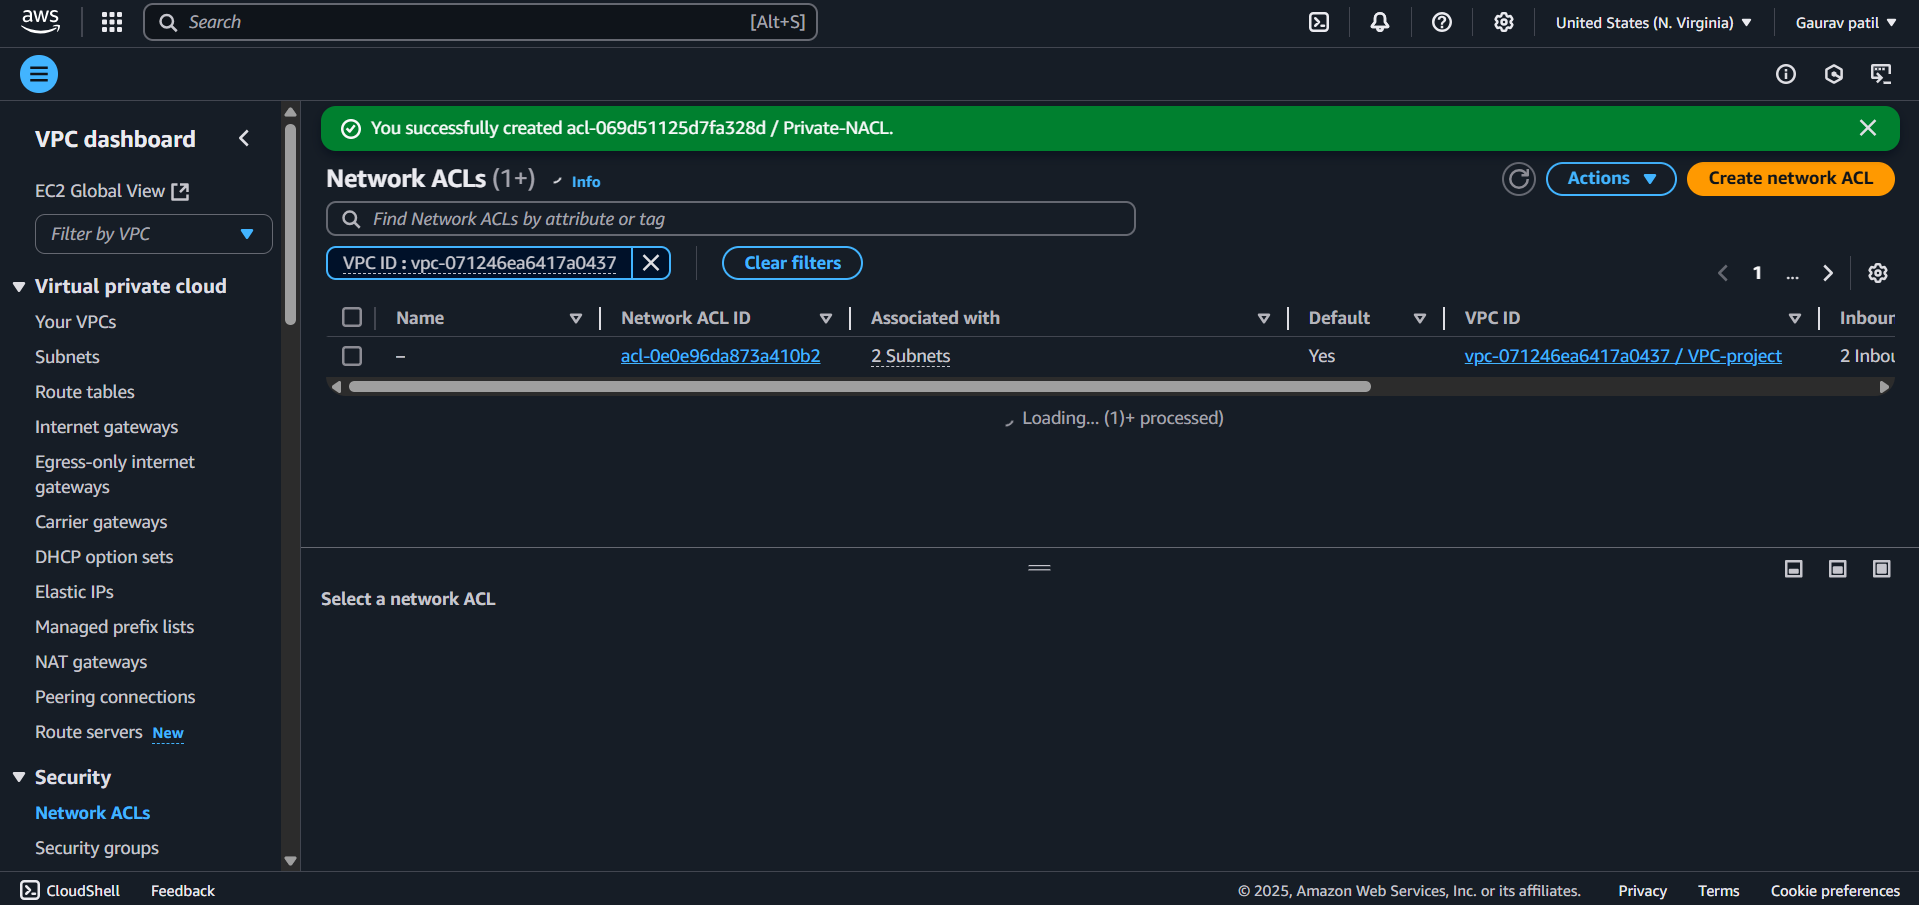 aws
Search [Alt+S]
United States (N. Virginia)
Gaurav patil
VPC dashboard
EC2 Global View
Filter by VPC
Virtual private cloud
Your VPCs
Subnets
Route tables
Internet gateways
Egress-only internet
gateways
Carrier gateways
DHCP option sets
Elastic IPs
Managed prefix lists
NAT gateways
Peering connections
Route servers New
Security
Network ACLs
Security groups
You successfully created acl-069d51125d7fa328d / Private-NACL.
Network ACLs (1+) Info
Actions
Create network ACL
Find Network ACLs by attribute or tag
VPC ID : vpc-071246ea6417a0437
Clear filters
1 ...
Name Network ACL ID Associated with Default VPC ID Inbour
– acl-0e0e96da873a410b2 2 Subnets Yes vpc-071246ea6417a0437 / VPC-project 2 Inbou
Loading... (1)+ processed)
Select a network ACL
CloudShell Feedback © 2025, Amazon Web Services, Inc. or its affiliates. Privacy Terms Cookie preferences